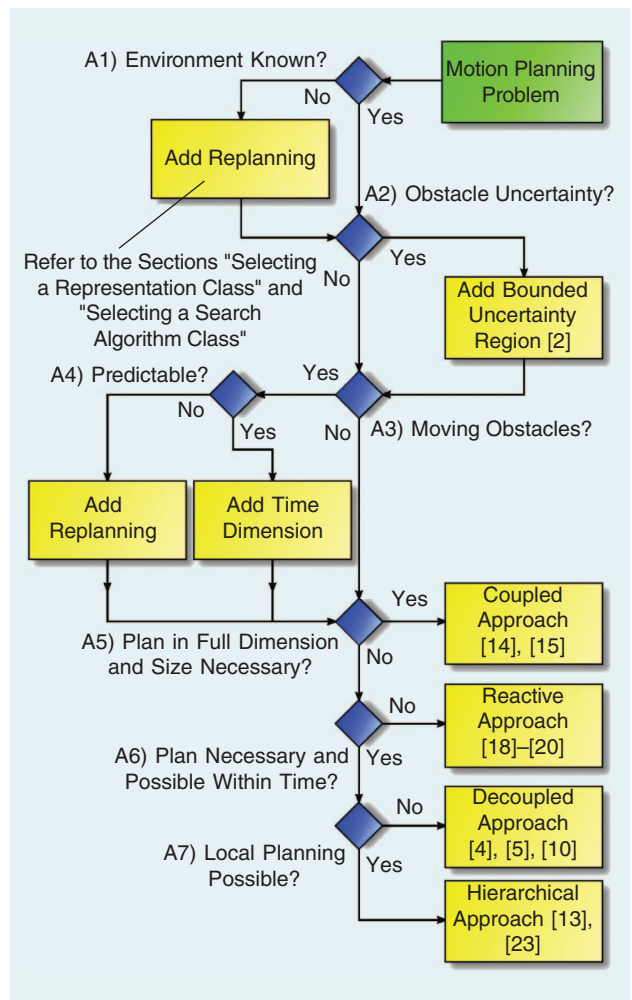 A1) Environment Known?
Motion Planning
Problem
No
Yes
Add Replanning
A2) Obstacle Uncertainty?
Yes
No
Refer to the Sections "Selecting
a Representation Class" and
"Selecting a Search
Algorithm Class"
Add Bounded
Uncertainty
Region [2]
A4) Predictable?
Yes
No
A3) Moving Obstacles?
No
Yes
Add
Replanning
Add Time
Dimension
Yes
Coupled
Approach
[14], [15]
A5) Plan in Full Dimension
and Size Necessary?
No
No
Reactive
Approach
[18]–[20]
A6) Plan Necessary and
Possible Within Time?
Yes
No
Decoupled
Approach
[4], [5], [10]
A7) Local Planning
Possible?
Yes
Hierarchical
Approach [13],
[23]